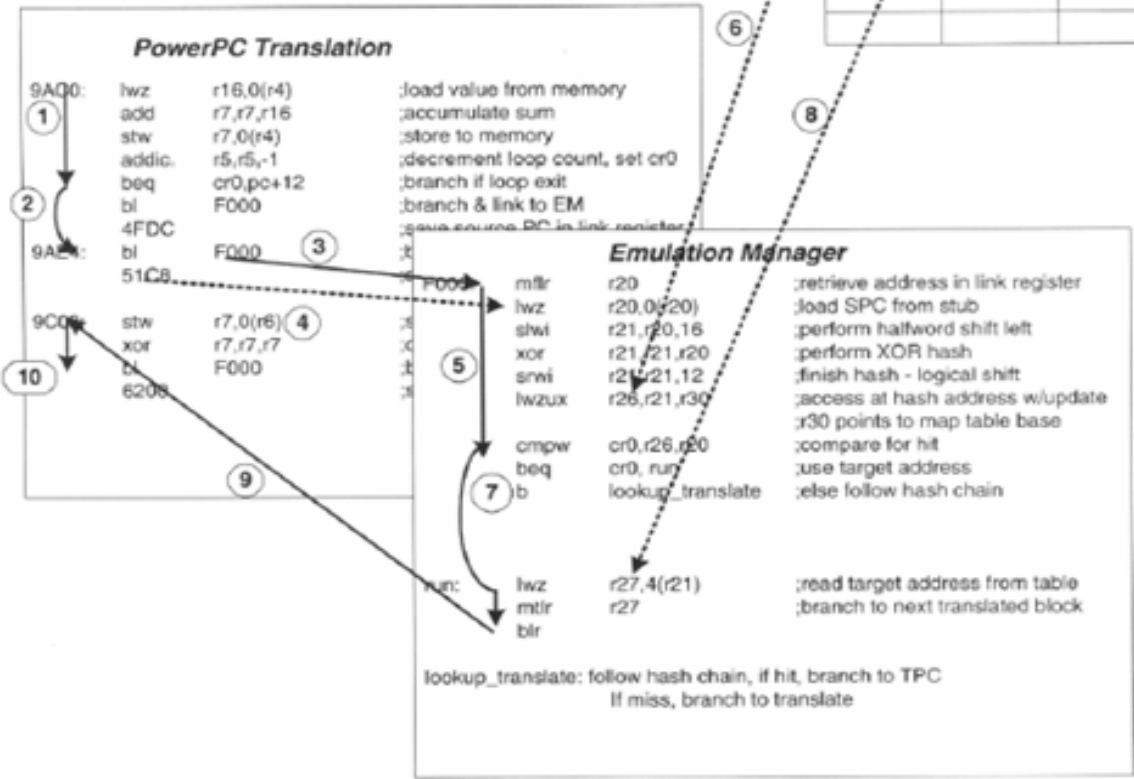 6
PowerPC Translation
9AC0: lwz r16,0(r4) ;load value from memory
1
add r7,r7,r16 ;accumulate sum
8
stw r7,0(r4) ;store to memory
addic. r5,r5,-1 ;decrement loop count, set cr0
beq cr0,pc+12 ;branch if loop exit
2
bl F000 ;branch & link to EM
4FDC ;save source PC in link register
9AE4: bl F000 ;b
3
Emulation Manager
51C8
F000: mflr r20 ;retrieve address in link register
lwz r20,0(r20) ;load SPC from stub
9C08: stw r7,0(r6)
4
slwi r21,r20,16 ;perform halfword shift left
xor r7,r7,r7
5
xor r21,r21,r20 ;perform XOR hash
10
bl F000
srwi r21,r21,12 ;finish hash - logical shift
6208
lwzux r26,r21,r30 ;access at hash address w/update
;r30 points to map table base
cmpw cr0,r26,r20 ;compare for hit
9
beq cr0, run ;use target address
7
b lookup_translate ;else follow hash chain
run: lwz r27,4(r21) ;read target address from table
mtlr r27 ;branch to next translated block
blr
lookup_translate: follow hash chain, if hit, branch to TPC
If miss, branch to translate